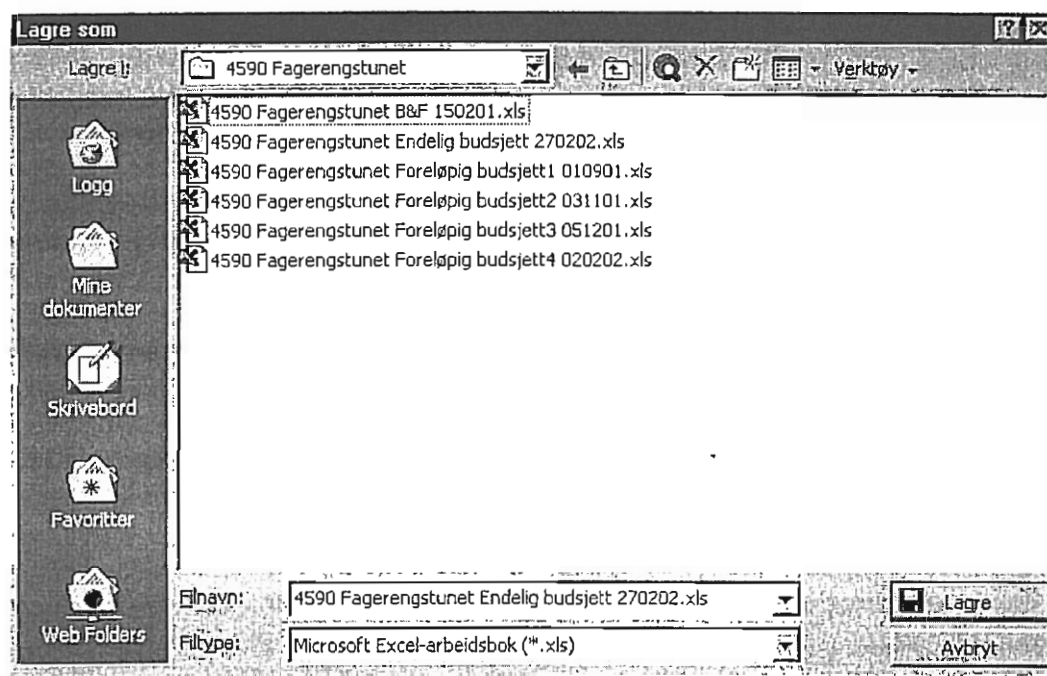 Lagre som
Lagre i: 4590 Fagerengstunet Verktøy
4590 Fagerengstunet B&F 150201.xls
4590 Fagerengstunet Endelig budsjett 270202.xls
4590 Fagerengstunet Foreløpig budsjett1 010901.xls
4590 Fagerengstunet Foreløpig budsjett2 031101.xls
4590 Fagerengstunet Foreløpig budsjett3 051201.xls
4590 Fagerengstunet Foreløpig budsjett4 020202.xls
Logg
Mine
dokumenter
Skrivebord
Favoritter
Web Folders
Filnavn: 4590 Fagerengstunet Endelig budsjett 270202.xls Lagre
Filtype: Microsoft Excel-arbeidsbok (*.xls) Avbryt